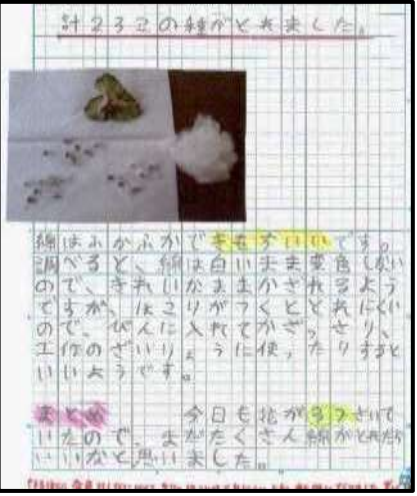 計232の種がとれました。
綿はふかふかできもちいいです。
調べると、綿は白いまま変色しない
ので、きれいなままかざれるよう
ですが、ほこりがつくととれにくい
ので、びんに入れてかざったり、
工作のざいりょうに使ったりすると
いいようです。
まとめ 今日も花が3つさいて
いたので、まだたくさん綿がとれたら
いいなと思いました。